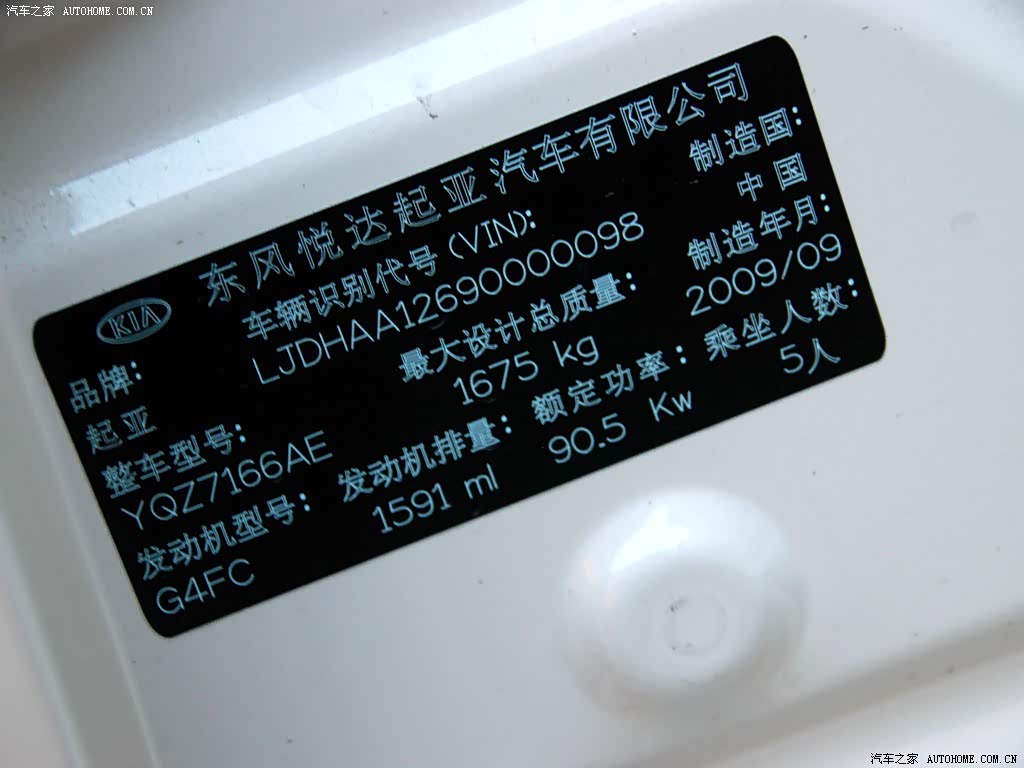 汽车之家 AUTOHOME.COM.CN
KIA
东风悦达起亚汽车有限公司
品牌:
起亚
车辆识别代号(VIN):
LJDHAA12690000098
制造国:
中国
整车型号:
YQZ7166AE
最大设计总质量:
1675 kg
制造年月:
2009/09
发动机型号:
G4FC
发动机排量:
1591 ml
额定功率:
90.5 Kw
乘坐人数:
5人
汽车之家 AUTOHOME.COM.CN